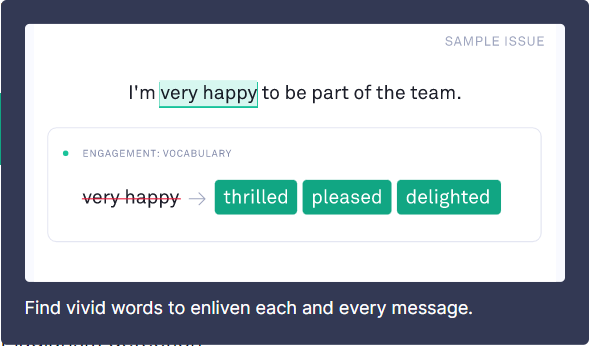 SAMPLE ISSUE
I'm very happy to be part of the team.
ENGAGEMENT: VOCABULARY
very happy → thrilled pleased delighted
Find vivid words to enliven each and every message.